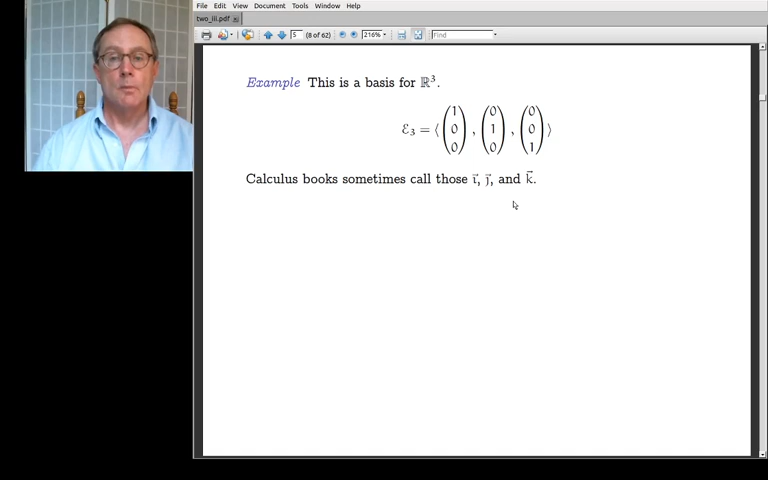 File Edit View Document Tools Window Help
two_iii.pdf
5 (8 of 62) 216% Find
Example This is a basis for ℝ³.
ℰ₃ = ⟨ (1 0 0), (0 1 0), (0 0 1) ⟩
Calculus books sometimes call those ı⃗, ȷ⃗, and k⃗.